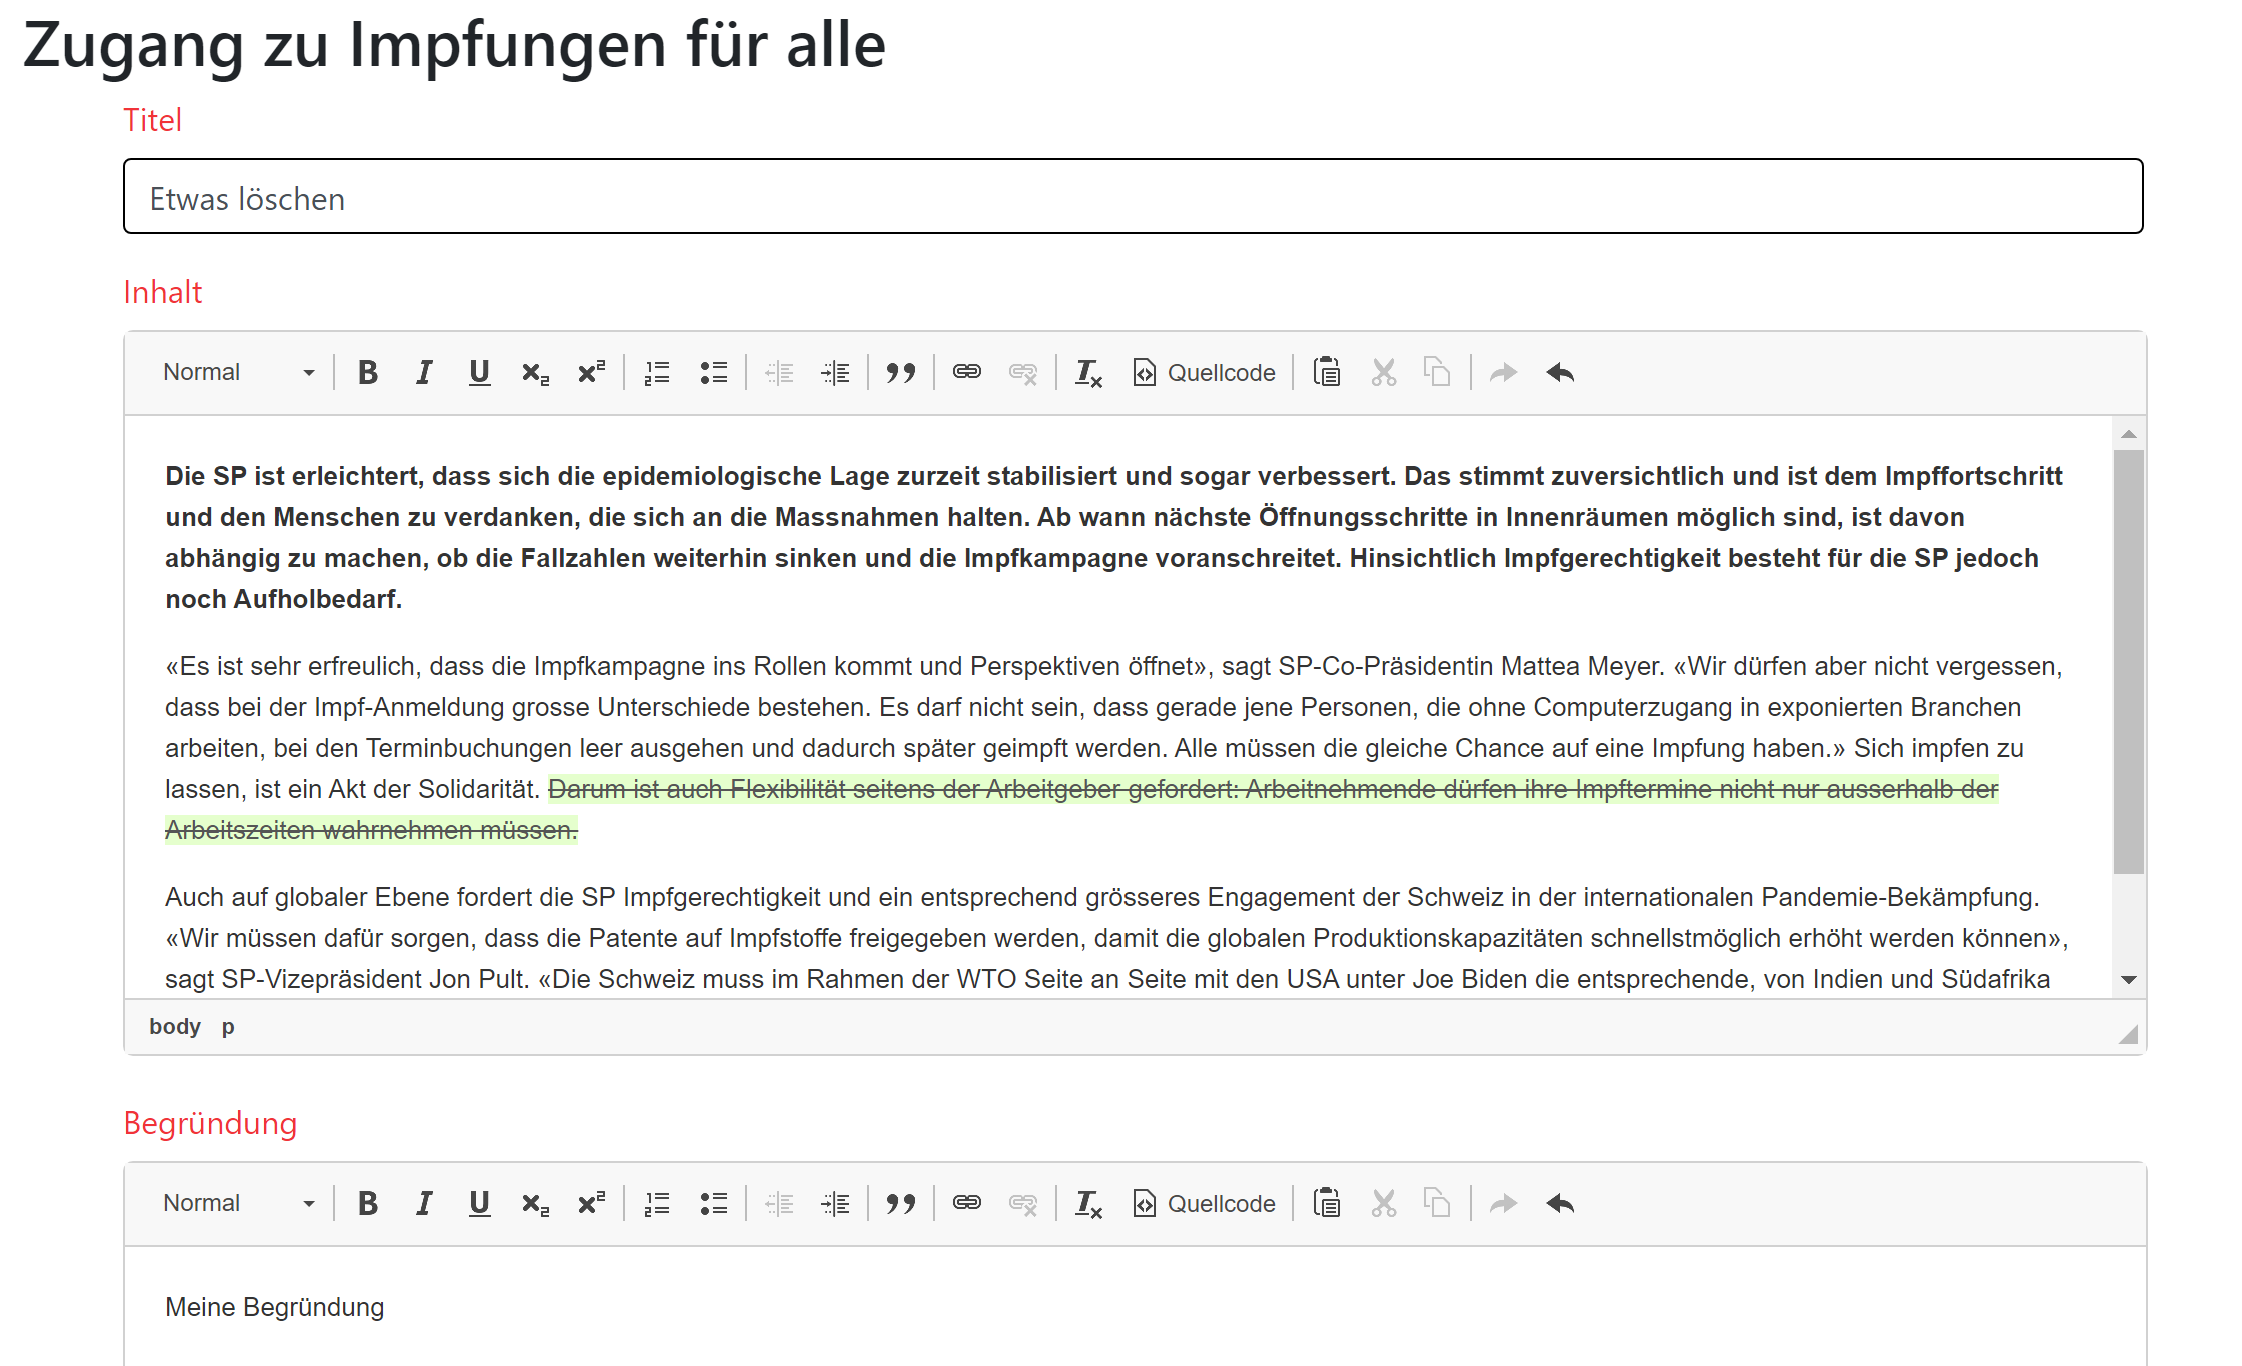 Zugang zu Impfungen für alle
Titel
Etwas löschen
Inhalt
Normal B I U x₂ x² Quellcode
Die SP ist erleichtert, dass sich die epidemiologische Lage zurzeit stabilisiert und sogar verbessert. Das stimmt zuversichtlich und ist dem Impffortschritt
und den Menschen zu verdanken, die sich an die Massnahmen halten. Ab wann nächste Öffnungsschritte in Innenräumen möglich sind, ist davon
abhängig zu machen, ob die Fallzahlen weiterhin sinken und die Impfkampagne voranschreitet. Hinsichtlich Impfgerechtigkeit besteht für die SP jedoch
noch Aufholbedarf.
«Es ist sehr erfreulich, dass die Impfkampagne ins Rollen kommt und Perspektiven öffnet», sagt SP-Co-Präsidentin Mattea Meyer. «Wir dürfen aber nicht vergessen,
dass bei der Impf-Anmeldung grosse Unterschiede bestehen. Es darf nicht sein, dass gerade jene Personen, die ohne Computerzugang in exponierten Branchen
arbeiten, bei den Terminbuchungen leer ausgehen und dadurch später geimpft werden. Alle müssen die gleiche Chance auf eine Impfung haben.» Sich impfen zu
lassen, ist ein Akt der Solidarität. Darum ist auch Flexibilität seitens der Arbeitgeber gefordert: Arbeitnehmende dürfen ihre Impftermine nicht nur ausserhalb der
Arbeitszeiten wahrnehmen müssen.
Auch auf globaler Ebene fordert die SP Impfgerechtigkeit und ein entsprechend grösseres Engagement der Schweiz in der internationalen Pandemie-Bekämpfung.
«Wir müssen dafür sorgen, dass die Patente auf Impfstoffe freigegeben werden, damit die globalen Produktionskapazitäten schnellstmöglich erhöht werden können»,
sagt SP-Vizepräsident Jon Pult. «Die Schweiz muss im Rahmen der WTO Seite an Seite mit den USA unter Joe Biden die entsprechende, von Indien und Südafrika
body p
Begründung
Normal B I U x₂ x² Quellcode
Meine Begründung